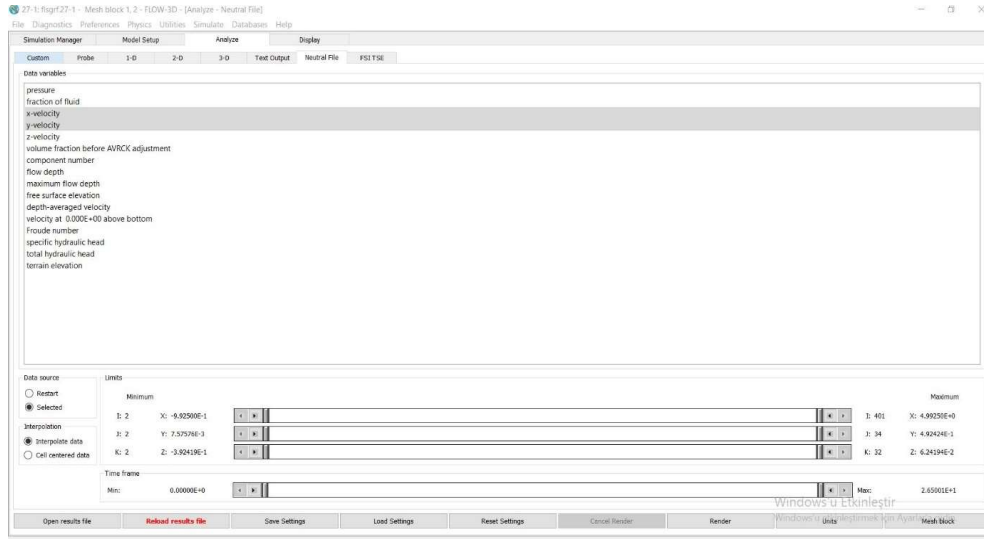 27-1: flsgrf.27-1 - Mesh block 1, 2 - FLOW-3D - [Analyze - Neutral File]
File Diagnostics Preferences Physics Utilities Simulate Databases Help
Simulation Manager Model Setup Analyze Display
Custom Probe 1-D 2-D 3-D Text Output Neutral File FSI TSE
Data variables
pressure
fraction of fluid
x-velocity
y-velocity
z-velocity
volume fraction before AVRCK adjustment
component number
flow depth
maximum flow depth
free surface elevation
depth-averaged velocity
velocity at 0.000E+00 above bottom
Froude number
specific hydraulic head
total hydraulic head
terrain elevation
Data source Limits
Restart Minimum Maximum
Selected I: 2 X: -9.92500E-1 I: 401 X: 4.99250E+0
Interpolation J: 2 Y: 7.57576E-3 J: 34 Y: 4.92424E-1
Interpolate data
Cell centered data K: 2 Z: -3.92419E-1 K: 32 Z: 6.24194E-2
Time frame
Min: 0.00000E+0 Max: 2.65001E+1
Windows'u Etkinleştir
Windows'u etkinleştirmek için
Open results file Reload results file Save Settings Load Settings Reset Settings Cancel Render Render Units Mesh block